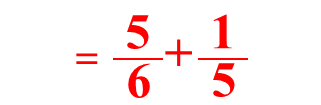 = 5/6 + 1/5